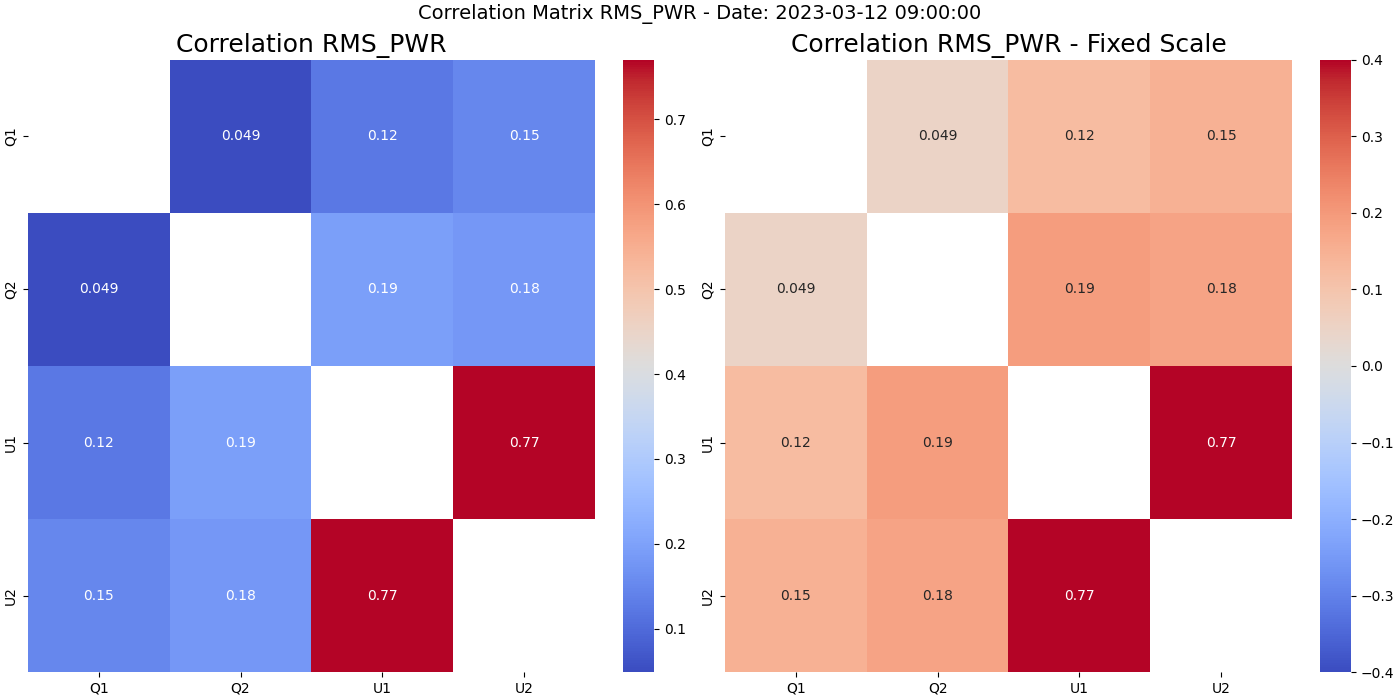 Correlation Matrix RMS_PWR - Date: 2023-03-12 09:00:00
Correlation RMS_PWR
Q1
0.049
0.12
0.15
Q2
0.049
0.19
0.18
U1
0.12
0.19
0.77
U2
0.15
0.18
0.77
Q1
Q2
U1
U2
0.7
0.6
0.5
0.4
0.3
0.2
0.1
Correlation RMS_PWR - Fixed Scale
Q1
0.049
0.12
0.15
Q2
0.049
0.19
0.18
U1
0.12
0.19
0.77
U2
0.15
0.18
0.77
Q1
Q2
U1
U2
0.4
0.3
0.2
0.1
0.0
−0.1
−0.2
−0.3
−0.4